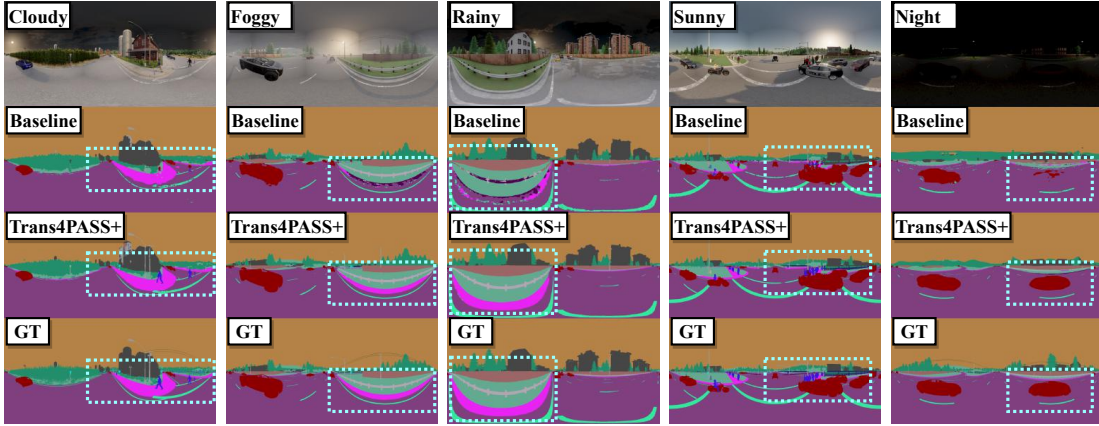 Cloudy Foggy Rainy Sunny Night
Baseline Baseline Baseline Baseline Baseline
Trans4PASS+ Trans4PASS+ Trans4PASS+ Trans4PASS+ Trans4PASS+
GT GT GT GT GT